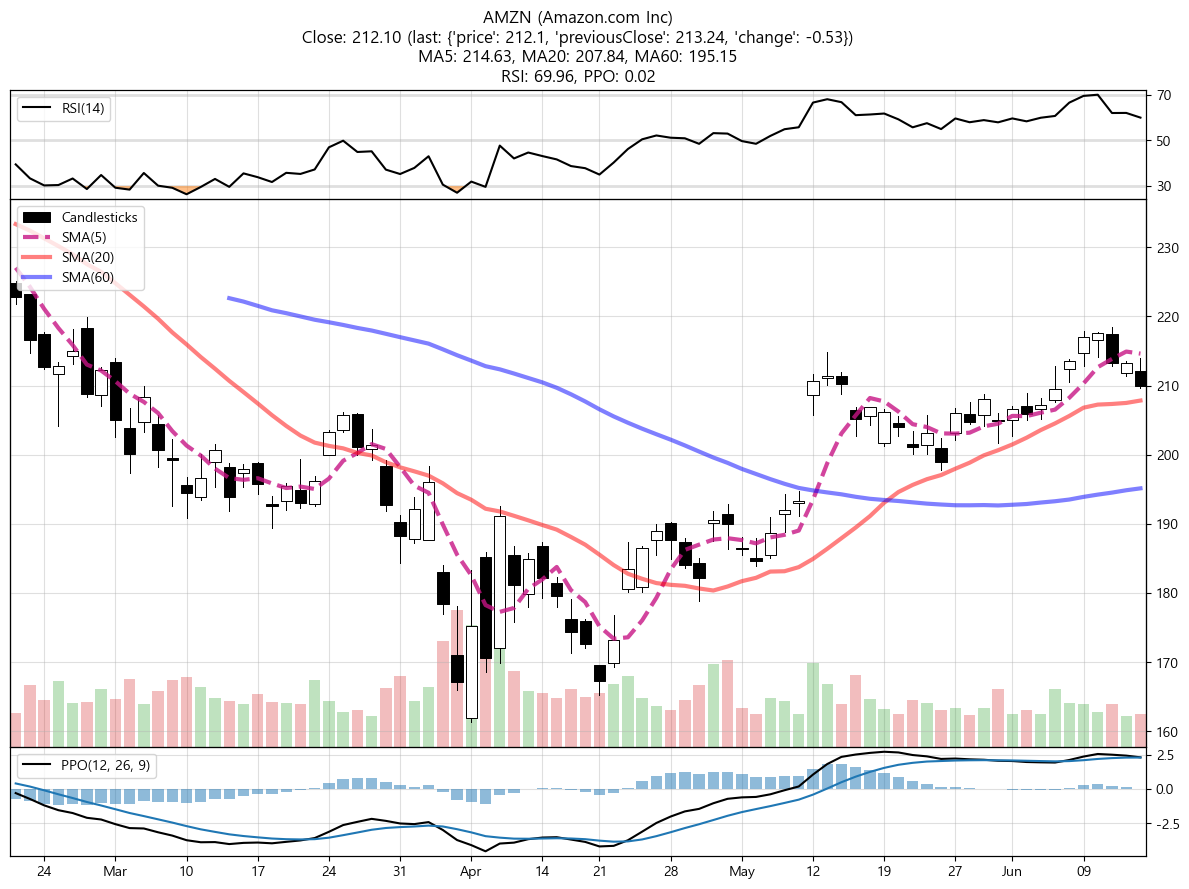 AMZN (Amazon.com Inc)
Close: 212.10 (last: {'price': 212.1, 'previousClose': 213.24, 'change': -0.53})
MA5: 214.63, MA20: 207.84, MA60: 195.15
RSI: 69.96, PPO: 0.02
RSI(14)
70
50
30
Candlesticks
SMA(5)
SMA(20)
SMA(60)
230
220
210
200
190
180
170
160
PPO(12, 26, 9)
2.5
0.0
−2.5
24 Mar 10 17 24 31 Apr 14 21 28 May 12 19 27 Jun 09